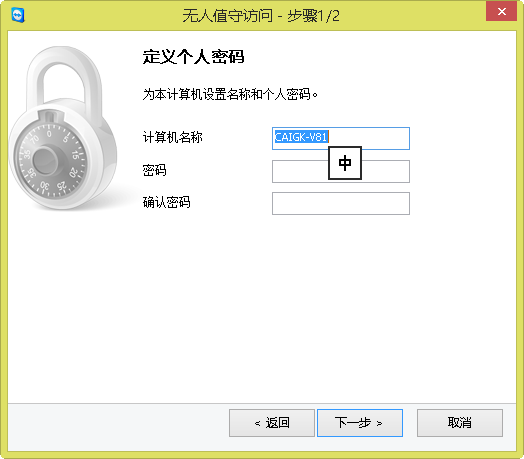 无人值守访问 - 步骤1/2
定义个人密码
为本计算机设置名称和个人密码。
计算机名称
CAIGK-V81
中
密码
确认密码
< 返回
下一步 >
取消